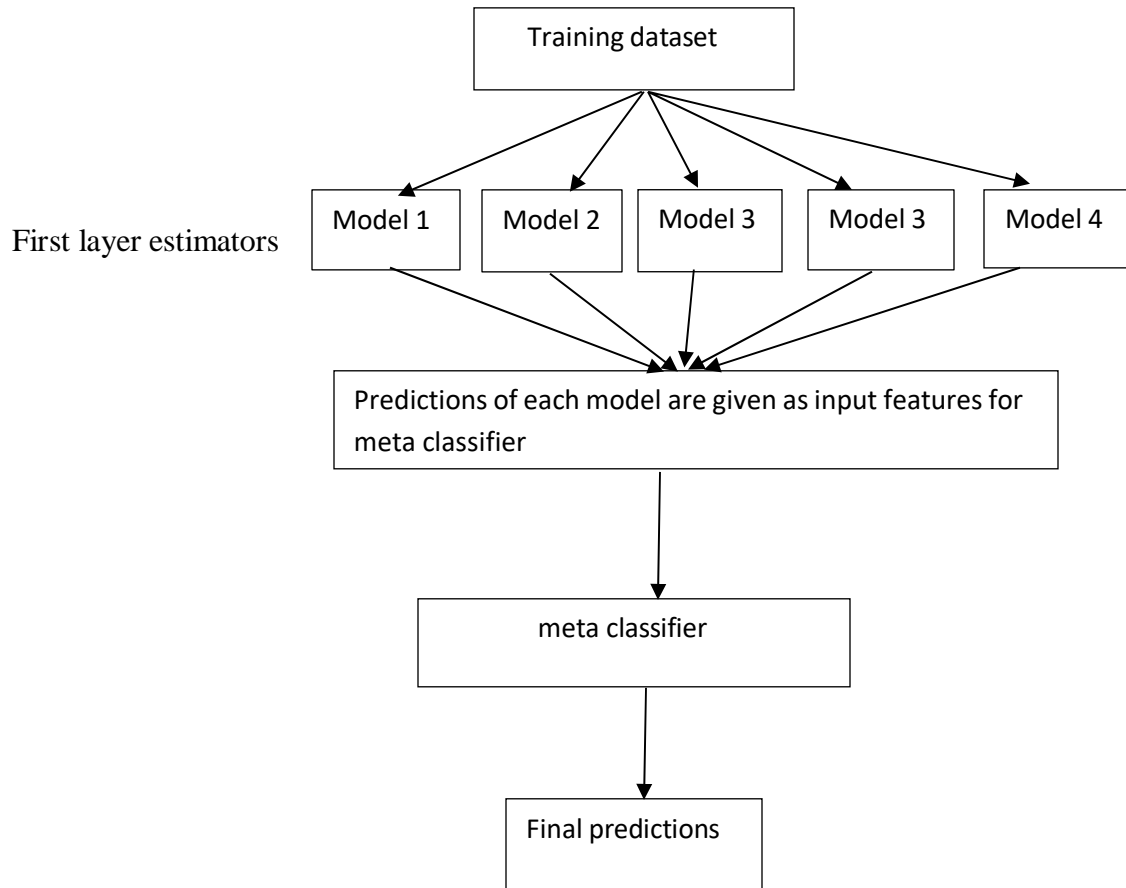 Training dataset
Model 1
Model 2
Model 3
Model 3
Model 4
First layer estimators
Predictions of each model are given as input features for
meta classifier
meta classifier
Final predictions